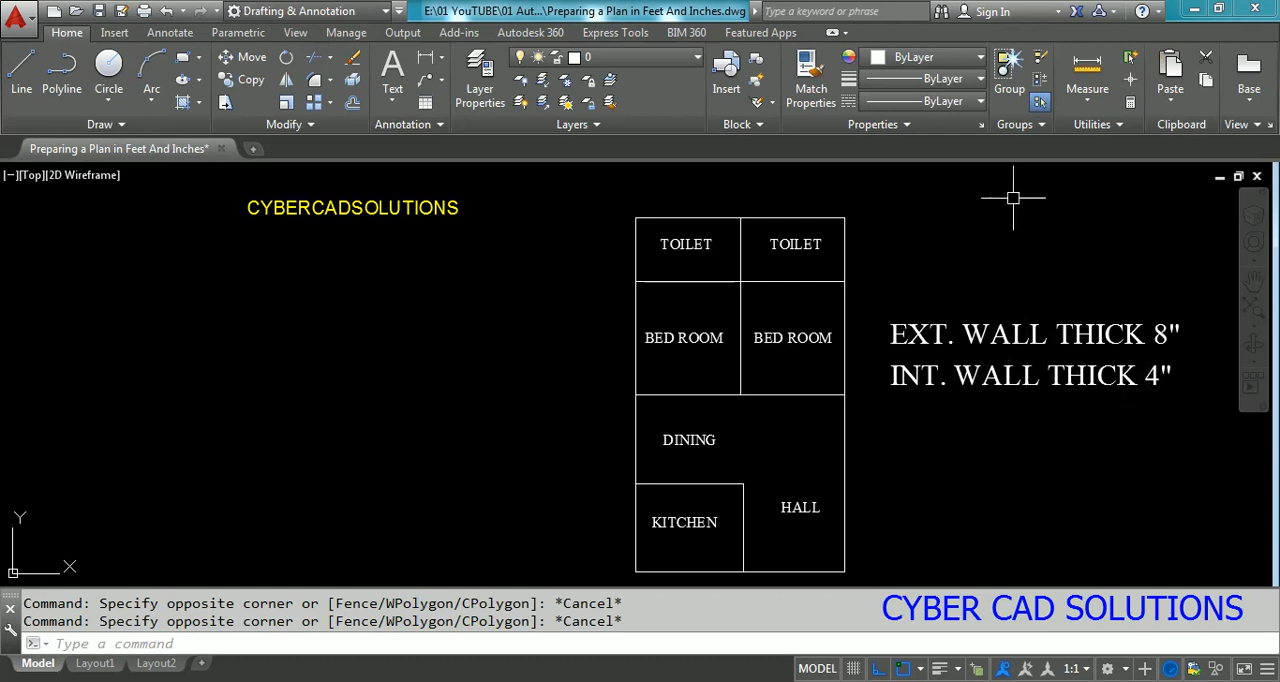 Drafting & Annotation
E:\01 YouTUBE\01 Aut...\Preparing a Plan in Feet And Inches.dwg
Type a keyword or phrase
Sign In
Home
Insert
Annotate
Parametric
View
Manage
Output
Add-ins
Autodesk 360
Express Tools
BIM 360
Featured Apps
Line
Polyline
Circle
Arc
Move
Copy
Text
Layer
Properties
0
Insert
Match
Properties
ByLayer
ByLayer
ByLayer
Group
Measure
Paste
Base
Draw
Modify
Annotation
Layers
Block
Properties
Groups
Utilities
Clipboard
View
Preparing a Plan in Feet And Inches*
[−][Top][2D Wireframe]
CYBERCADSOLUTIONS
TOILET
TOILET
BED ROOM
BED ROOM
EXT. WALL THICK 8"
INT. WALL THICK 4"
DINING
HALL
KITCHEN
Y
X
Command: Specify opposite corner or [Fence/WPolygon/CPolygon]: *Cancel*
Command: Specify opposite corner or [Fence/WPolygon/CPolygon]: *Cancel*
CYBER CAD SOLUTIONS
Type a command
Model
Layout1
Layout2
MODEL
1:1